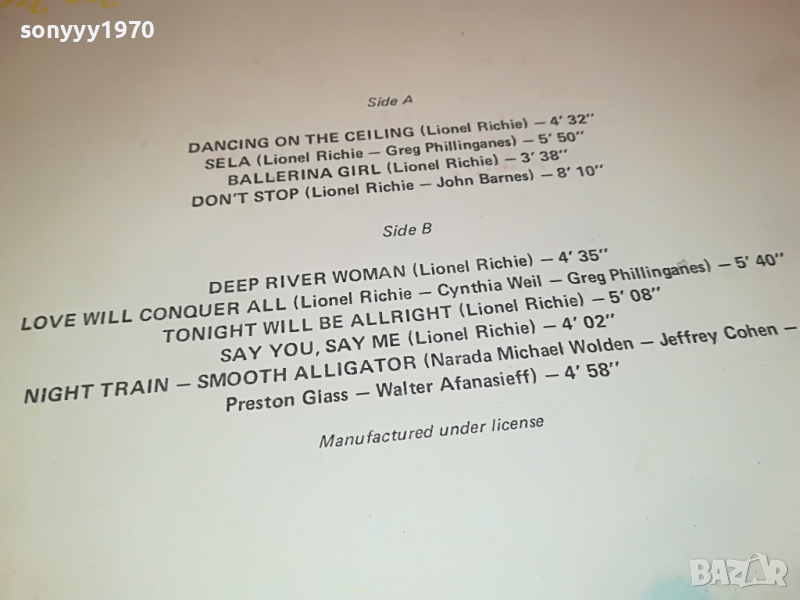 sonyyy1970
Side A
DANCING ON THE CEILING (Lionel Richie) – 4' 32''
SELA (Lionel Richie – Greg Phillinganes) – 5' 50''
BALLERINA GIRL (Lionel Richie) – 3' 38''
DON'T STOP (Lionel Richie – John Barnes) – 8' 10''
Side B
DEEP RIVER WOMAN (Lionel Richie) – 4' 35''
LOVE WILL CONQUER ALL (Lionel Richie – Cynthia Weil – Greg Phillinganes) – 5' 40''
TONIGHT WILL BE ALLRIGHT (Lionel Richie) – 5' 08''
SAY YOU, SAY ME (Lionel Richie) – 4' 02''
NIGHT TRAIN – SMOOTH ALLIGATOR (Narada Michael Wolden – Jeffrey Cohen –
Preston Giass – Walter Afanasieff) – 4' 58''
Manufactured under license
BAZAR